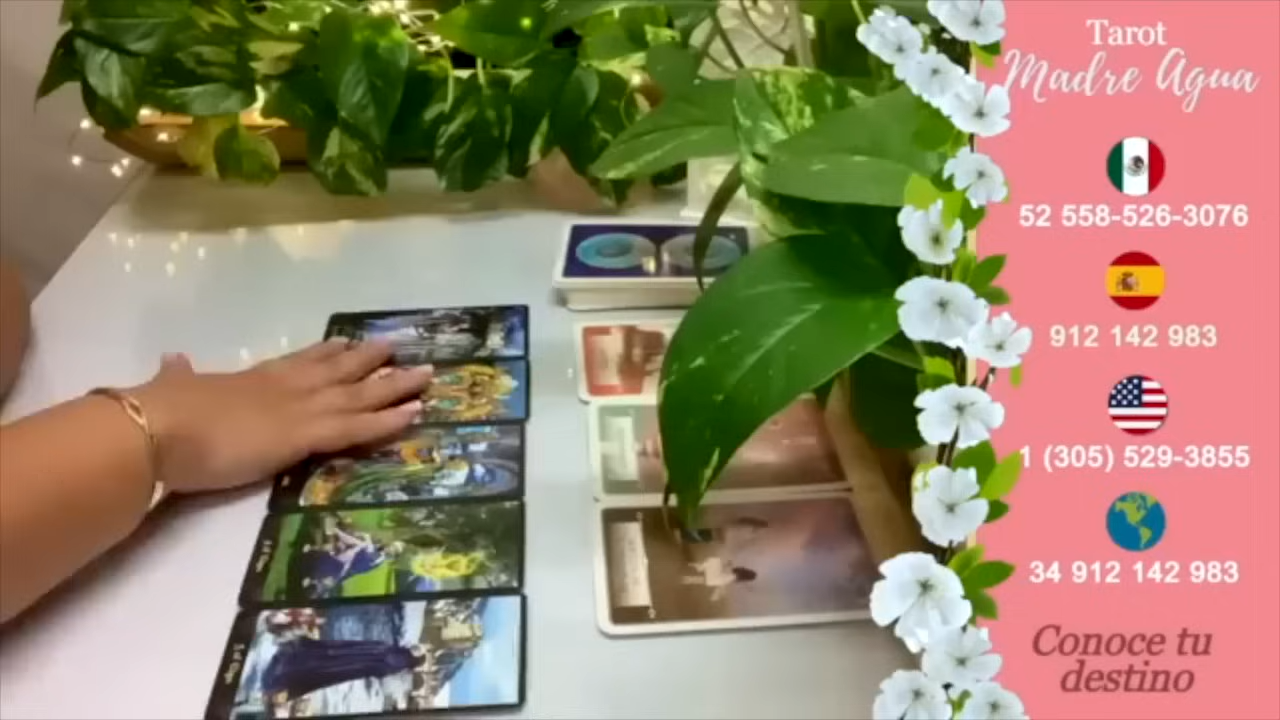 Tarot
Madre Agua
52 558-526-3076
912 142 983
1 (305) 529-3855
34 912 142 983
Conoce tu
destino